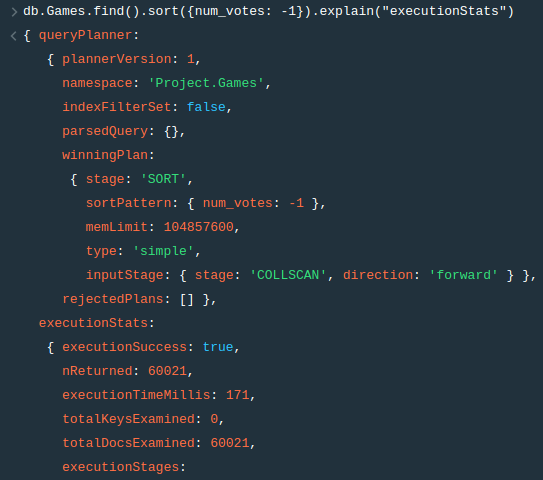 > db.Games.find().sort({num_votes: -1}).explain("executionStats")
< { queryPlanner:
{ plannerVersion: 1,
namespace: 'Project.Games',
indexFilterSet: false,
parsedQuery: {},
winningPlan:
{ stage: 'SORT',
sortPattern: { num_votes: -1 },
memLimit: 104857600,
type: 'simple',
inputStage: { stage: 'COLLSCAN', direction: 'forward' } },
rejectedPlans: [] },
executionStats:
{ executionSuccess: true,
nReturned: 60021,
executionTimeMillis: 171,
totalKeysExamined: 0,
totalDocsExamined: 60021,
executionStages: